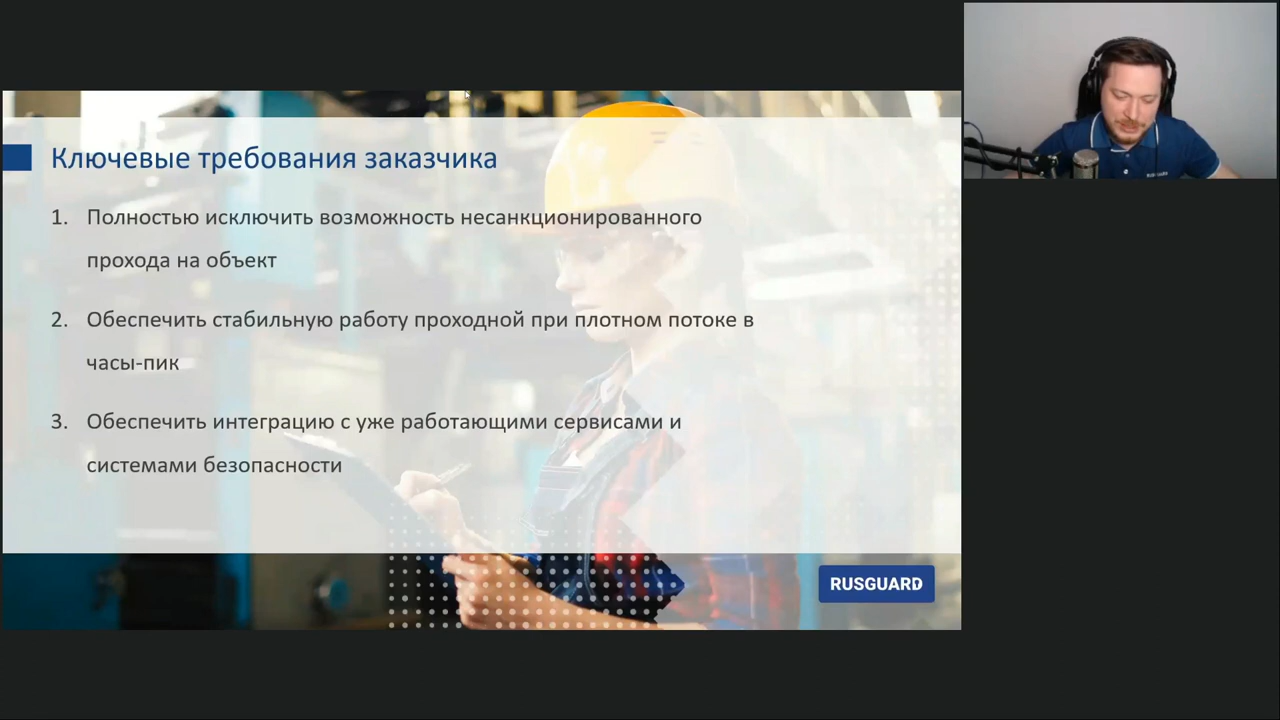 Ключевые требования заказчика
1. Полностью исключить возможность несанкционированного
прохода на объект
2. Обеспечить стабильную работу проходной при плотном потоке в
часы-пик
3. Обеспечить интеграцию с уже работающими сервисами и
системами безопасности
RUSGUARD